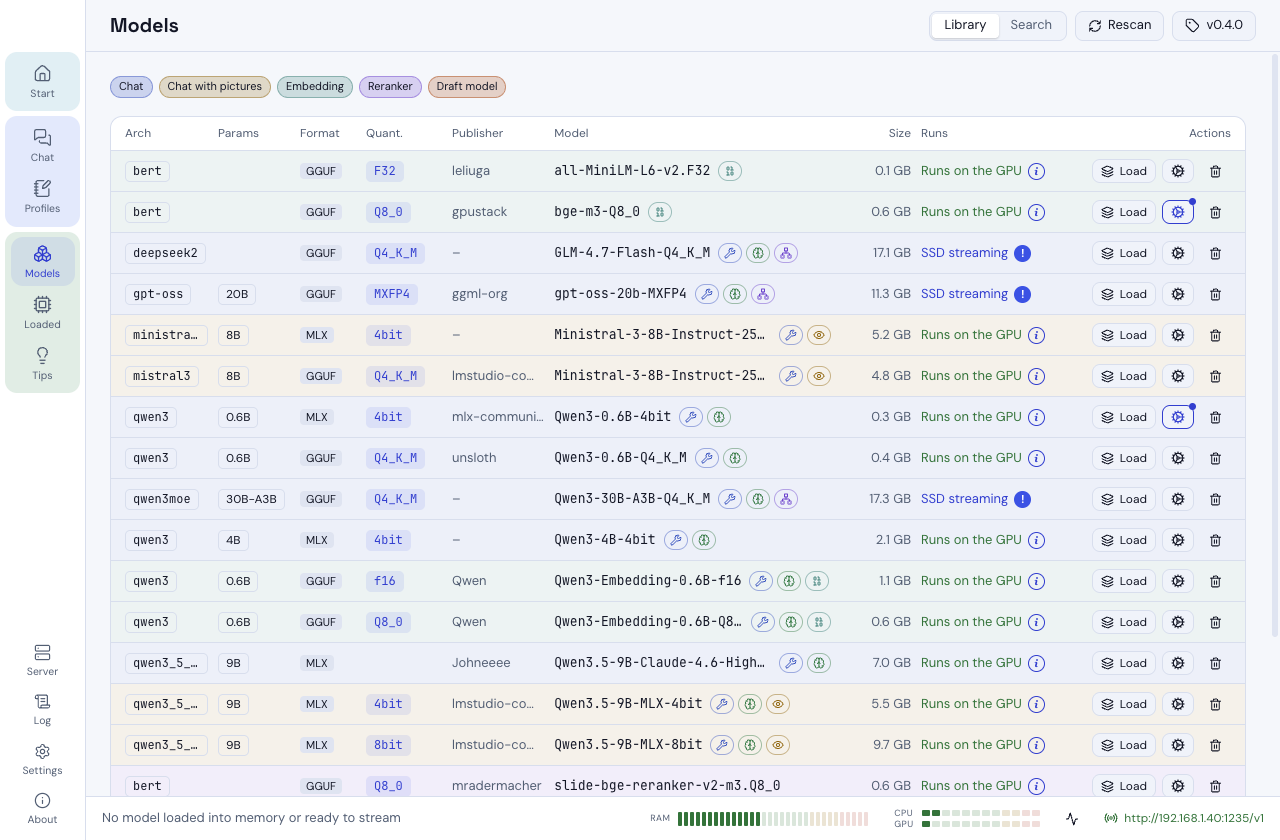 Models
Library Search Rescan v0.4.0
Start
Chat
Profiles
Models
Loaded
Tips
Server
Log
Settings
About
Chat Chat with pictures Embedding Reranker Draft model
Arch Params Format Quant. Publisher Model Size Runs Actions
bert GGUF F32 leliuga all-MiniLM-L6-v2.F32 0.1 GB Runs on the GPU i Load
bert GGUF Q8_0 gpustack bge-m3-Q8_0 0.6 GB Runs on the GPU i Load
deepseek2 GGUF Q4_K_M – GLM-4.7-Flash-Q4_K_M 17.1 GB SSD streaming ! Load
gpt-oss 20B GGUF MXFP4 ggml-org gpt-oss-20b-MXFP4 11.3 GB SSD streaming ! Load
ministra… 8B MLX 4bit – Ministral-3-8B-Instruct-25… 5.2 GB Runs on the GPU i Load
mistral3 8B GGUF Q4_K_M lmstudio-co… Ministral-3-8B-Instruct-25… 4.8 GB Runs on the GPU i Load
qwen3 0.6B MLX 4bit mlx-communi… Qwen3-0.6B-4bit 0.3 GB Runs on the GPU i Load
qwen3 0.6B GGUF Q4_K_M unsloth Qwen3-0.6B-Q4_K_M 0.4 GB Runs on the GPU i Load
qwen3moe 30B-A3B GGUF Q4_K_M – Qwen3-30B-A3B-Q4_K_M 17.3 GB SSD streaming ! Load
qwen3 4B MLX 4bit – Qwen3-4B-4bit 2.1 GB Runs on the GPU i Load
qwen3 0.6B GGUF f16 Qwen Qwen3-Embedding-0.6B-f16 1.1 GB Runs on the GPU i Load
qwen3 0.6B GGUF Q8_0 Qwen Qwen3-Embedding-0.6B-Q8… 0.6 GB Runs on the GPU i Load
qwen3_5_… 9B MLX Johneeee Qwen3.5-9B-Claude-4.6-High… 7.0 GB Runs on the GPU i Load
qwen3_5_… 9B MLX 4bit lmstudio-co… Qwen3.5-9B-MLX-4bit 5.5 GB Runs on the GPU i Load
qwen3_5_… 9B MLX 8bit lmstudio-co… Qwen3.5-9B-MLX-8bit 9.7 GB Runs on the GPU i Load
bert GGUF Q8_0 mradermacher slide-bge-reranker-v2-m3.Q8_0 0.6 GB Runs on the GPU i Load
No model loaded into memory or ready to stream RAM CPU GPU http://192.168.1.40:1235/v1